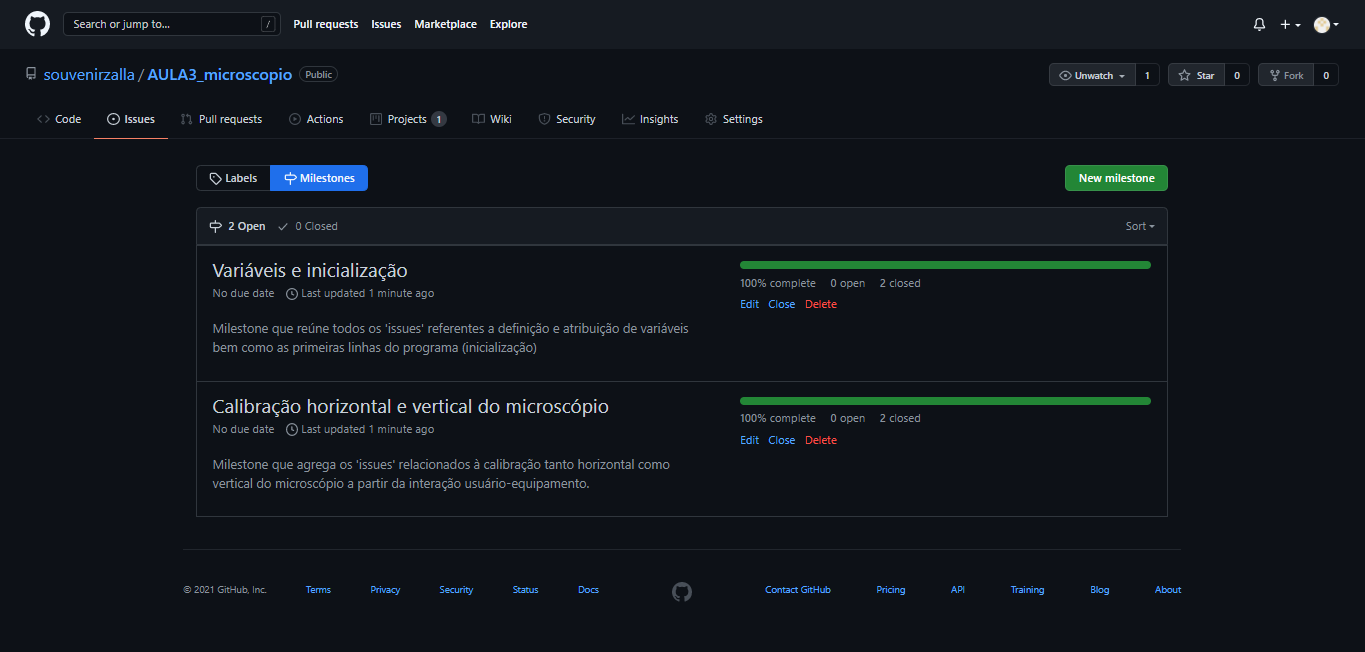 Search or jump to... /
Pull requests Issues Marketplace Explore
souvenirzalla / AULA3_microscopio Public
Unwatch 1 Star 0 Fork 0
Code Issues Pull requests Actions Projects 1 Wiki Security Insights Settings
Labels Milestones
New milestone
2 Open 0 Closed
Sort
Variáveis e inicialização
No due date Last updated 1 minute ago
Milestone que reúne todos os 'issues' referentes a definição e atribuição de variáveis
bem como as primeiras linhas do programa (inicialização)
100% complete 0 open 2 closed
Edit Close Delete
Calibração horizontal e vertical do microscópio
No due date Last updated 1 minute ago
Milestone que agrega os 'issues' relacionados à calibração tanto horizontal como
vertical do microscópio a partir da interação usuário-equipamento.
100% complete 0 open 2 closed
Edit Close Delete
© 2021 GitHub, Inc. Terms Privacy Security Status Docs Contact GitHub Pricing API Training Blog About